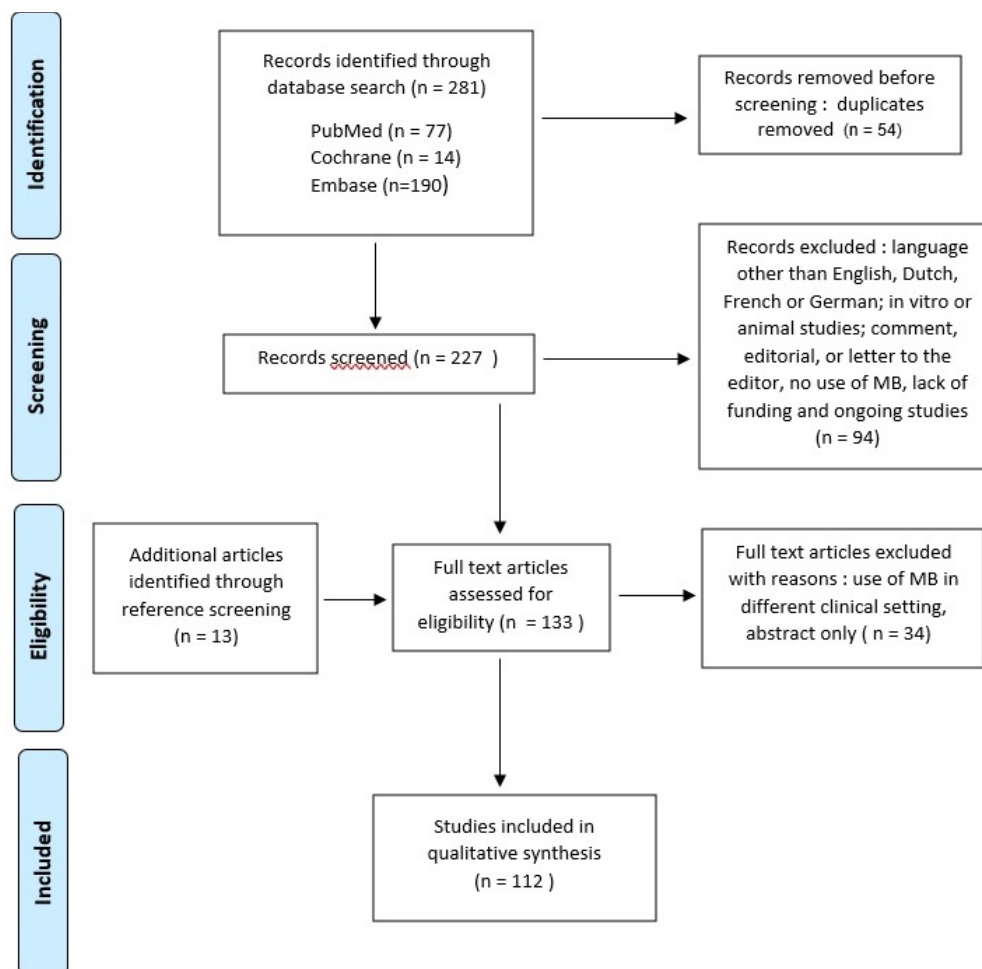 Identification
Records identified through
database search (n = 281)
PubMed (n = 77)
Cochrane (n = 14)
Embase (n=190)
Records removed before
screening : duplicates
removed (n = 54)
Screening
Records screened (n = 227 )
Records excluded : language
other than English, Dutch,
French or German; in vitro or
animal studies; comment,
editorial, or letter to the
editor, no use of MB, lack of
funding and ongoing studies
(n = 94)
Eligibility
Additional articles
identified through
reference screening
(n = 13)
Full text articles
assessed for
eligibility (n = 133 )
Full text articles excluded
with reasons : use of MB in
different clinical setting,
abstract only ( n = 34)
Included
Studies included in
qualitative synthesis
(n = 112 )